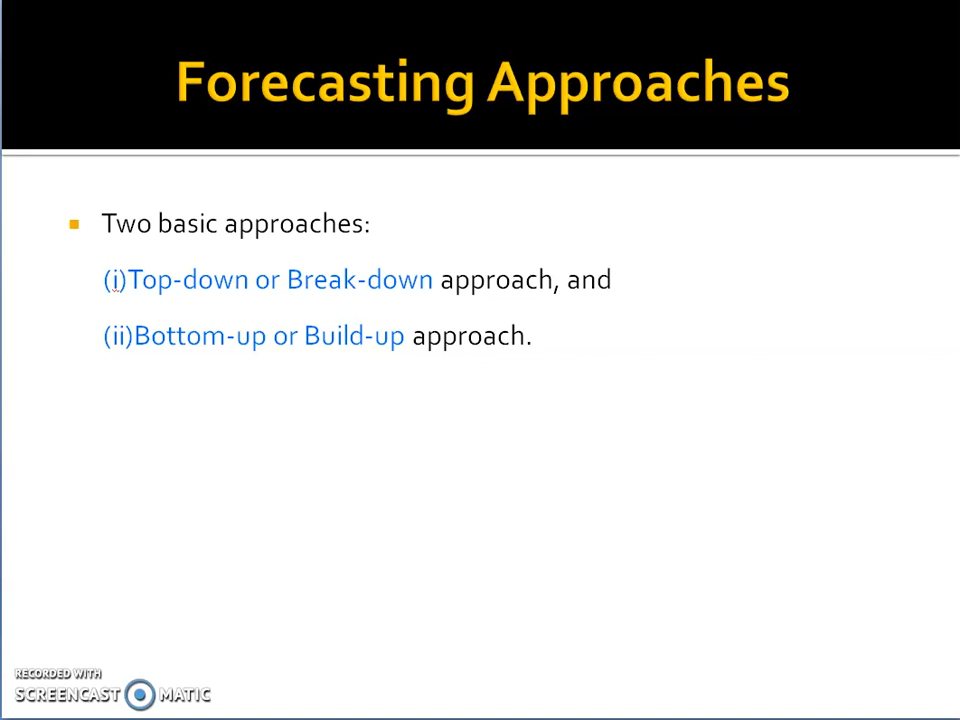 Forecasting Approaches
Two basic approaches:
(i)Top-down or Break-down approach, and
(ii)Bottom-up or Build-up approach.
RECORDED WITH
SCREENCAST MATIC